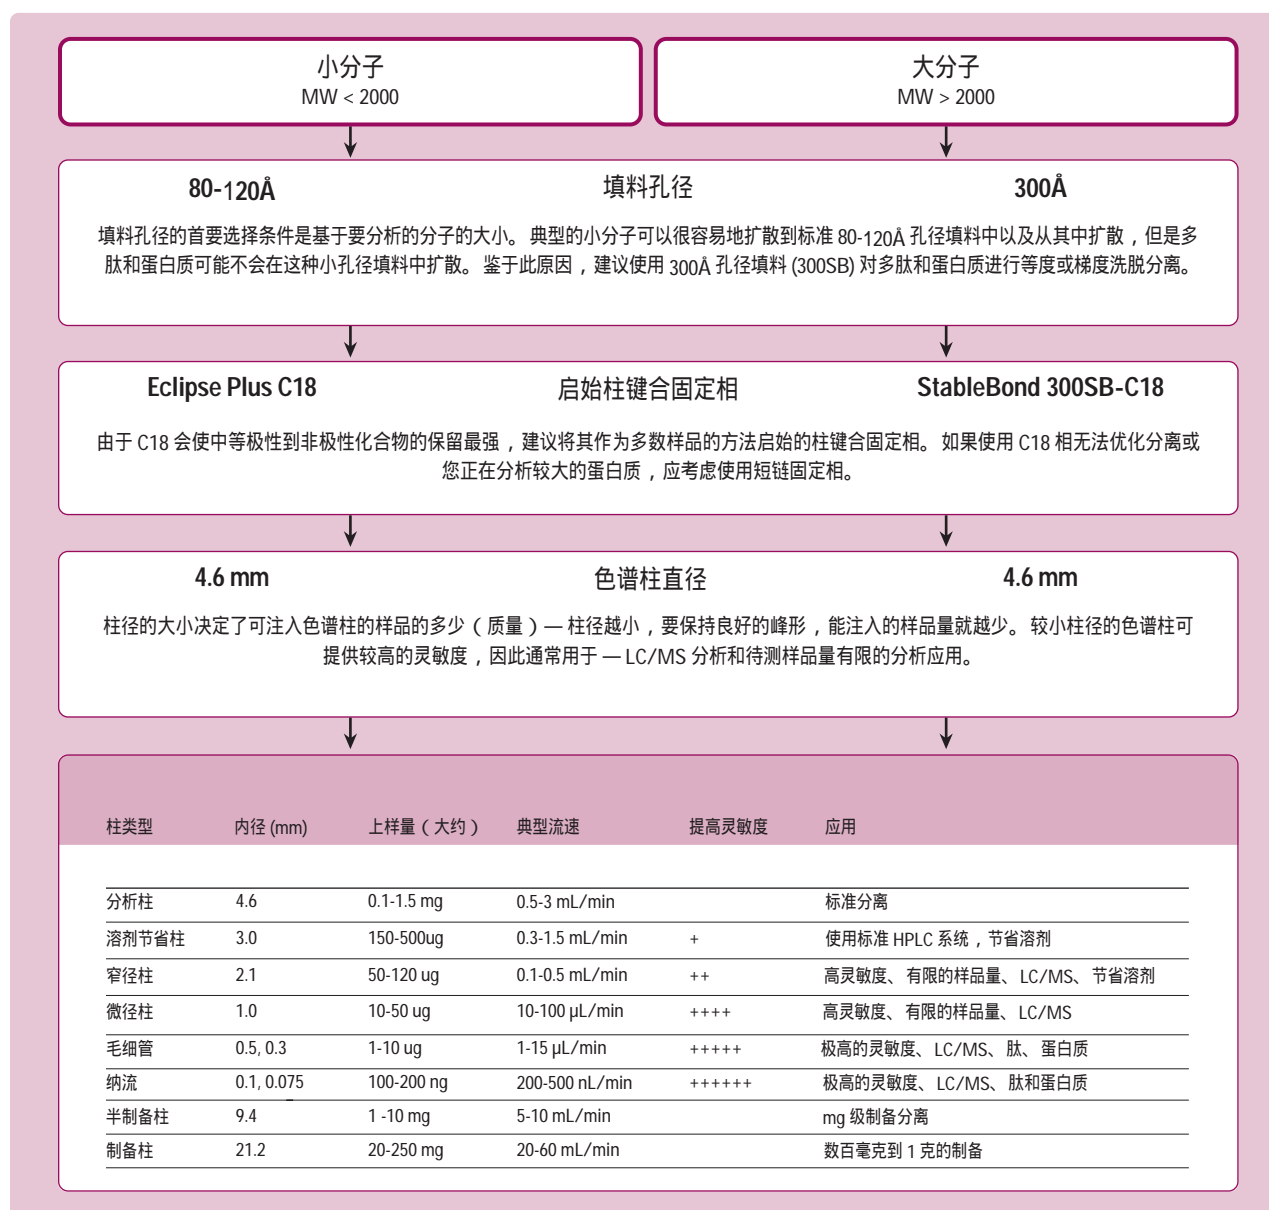 小分子
MW < 2000
大分子
MW > 2000
80-120Å 填料孔径 300Å
填料孔径的首要选择条件是基于要分析的分子的大小。 典型的小分子可以很容易地扩散到标准 80-120Å 孔径填料中以及从其中扩散，但是多
肽和蛋白质可能不会在这种小孔径填料中扩散。 鉴于此原因，建议使用 300Å 孔径填料 (300SB) 对多肽和蛋白质进行等度或梯度洗脱分离。
Eclipse Plus C18 启始柱键合固定相 StableBond 300SB-C18
由于 C18 会使中等极性到非极性化合物的保留最强，建议将其作为多数样品的方法启始的柱键合固定相。 如果使用 C18 相无法优化分离或
您正在分析较大的蛋白质，应考虑使用短链固定相。
4.6 mm 色谱柱直径 4.6 mm
柱径的大小决定了可注入色谱柱的样品的多少（质量）— 柱径越小，要保持良好的峰形，能注入的样品量就越少。 较小柱径的色谱柱可
提供较高的灵敏度，因此通常用于 — LC/MS 分析和待测样品量有限的分析应用。
柱类型 内径 (mm) 上样量（大约） 典型流速 提高灵敏度 应用
分析柱 4.6 0.1-1.5 mg 0.5-3 mL/min 标准分离
溶剂节省柱 3.0 150-500ug 0.3-1.5 mL/min + 使用标准 HPLC 系统，节省溶剂
窄径柱 2.1 50-120 ug 0.1-0.5 mL/min ++ 高灵敏度、有限的样品量、LC/MS、节省溶剂
微径柱 1.0 10-50 ug 10-100 µL/min ++++ 高灵敏度、有限的样品量、LC/MS
毛细管 0.5, 0.3 1-10 ug 1-15 µL/min +++++ 极高的灵敏度、LC/MS、肽、蛋白质
纳流 0.1, 0.075 100-200 ng 200-500 nL/min ++++++ 极高的灵敏度、LC/MS、肽和蛋白质
半制备柱 9.4 1 -10 mg 5-10 mL/min mg 级制备分离
制备柱 21.2 20-250 mg 20-60 mL/min 数百毫克到 1 克的制备